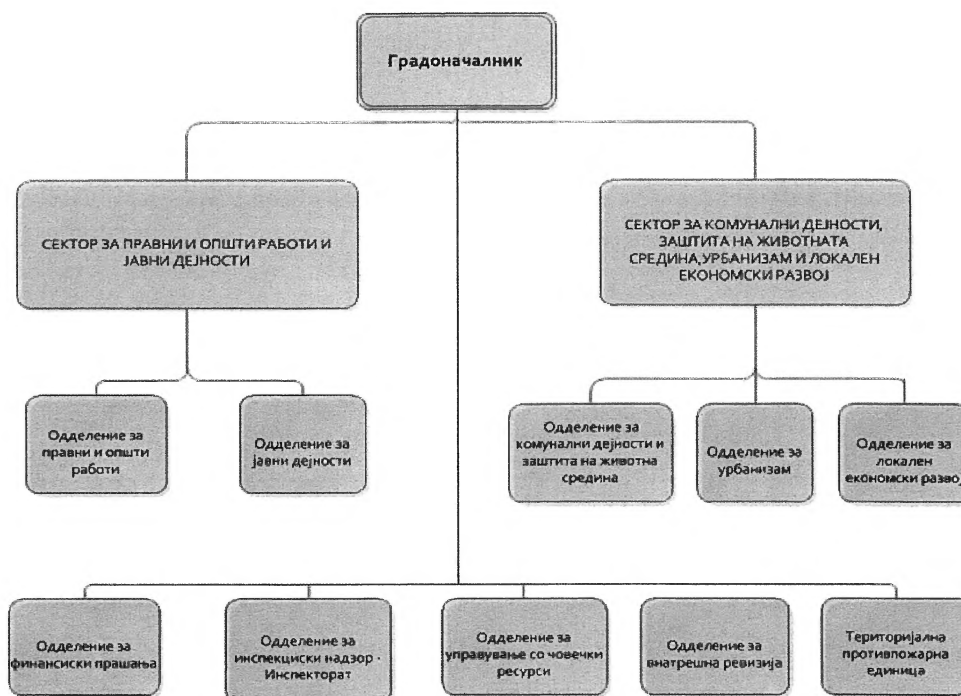 Градоначалник
СЕКТОР ЗА ПРАВНИ И ОПШТИ РАБОТИ И
ЈАВНИ ДЕЈНОСТИ
СЕКТОР ЗА КОМУНАЛНИ ДЕЈНОСТИ,
ЗАШТИТА НА ЖИВОТНАТА
СРЕДИНА,УРБАНИЗАМ И ЛОКАЛЕН
ЕКОНОМСКИ РАЗВОЈ
Одделение за
правни и општи
работи
Одделение за
јавни дејности
Одделение за
комунални дејности и
заштита на животна
средина
Одделение за
урбанизам
Одделение за
локален
економски развој
Одделение за
финансиски прашања
Одделение за
инспекциски надзор -
Инспекторат
Одделение за
управување со човечки
ресурси
Одделение за
внатрешна ревизија
Територијална
противпожарна
единица